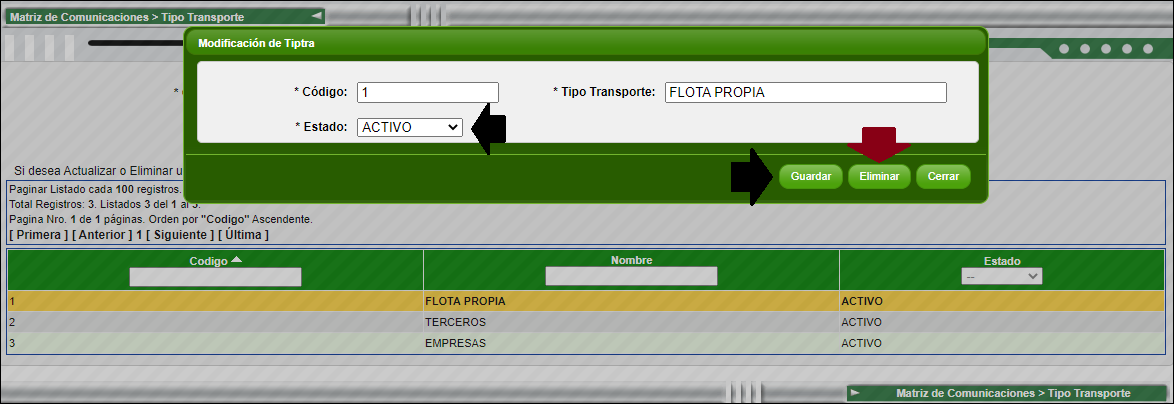 Matriz de Comunicaciones > Tipo Transporte
Modificación de Tiptra
* Código: 1 * Tipo Transporte: FLOTA PROPIA
* Estado: ACTIVO
Guardar Eliminar Cerrar
Si desea Actualizar o Eliminar u
Paginar Listado cada 100 registros.
Total Registros: 3. Listados 3 del 1 al 3.
Pagina Nro. 1 de 1 páginas. Orden por "Codigo" Ascendente.
[ Primera ] [ Anterior ] 1 [ Siguiente ] [ Última ]
Codigo Nombre Estado
--
1 FLOTA PROPIA ACTIVO
2 TERCEROS ACTIVO
3 EMPRESAS ACTIVO
Matriz de Comunicaciones > Tipo Transporte